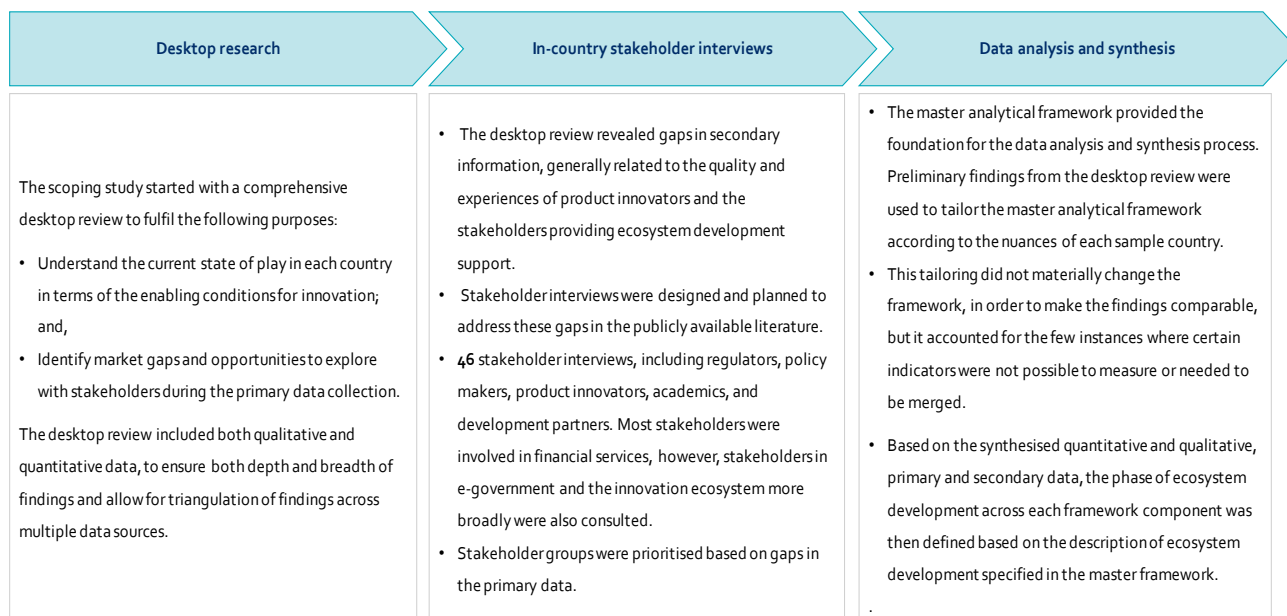 Desktop research
In-country stakeholder interviews
Data analysis and synthesis
The scoping study started with a comprehensive
desktop review to fulfil the following purposes:
• Understand the current state of play in each country
in terms of the enabling conditions for innovation;
and,
• Identify market gaps and opportunities to explore
with stakeholders during the primary data collection.
The desktop review included both qualitative and
quantitative data, to ensure both depth and breadth of
findings and allow for triangulation of findings across
multiple data sources.
• The desktop review revealed gaps in secondary
information, generally related to the quality and
experiences of product innovators and the
stakeholders providing ecosystem development
support.
• Stakeholder interviews were designed and planned to
address these gaps in the publicly available literature.
• 46 stakeholder interviews, including regulators, policy
makers, product innovators, academics, and
development partners. Most stakeholders were
involved in financial services, however, stakeholders in
e-government and the innovation ecosystem more
broadly were also consulted.
• Stakeholder groups were prioritised based on gaps in
the primary data.
• The master analytical framework provided the
foundation for the data analysis and synthesis process.
Preliminary findings from the desktop review were
used to tailor the master analytical framework
according to the nuances of each sample country.
• This tailoring did not materially change the
framework, in order to make the findings comparable,
but it accounted for the few instances where certain
indicators were not possible to measure or needed to
be merged.
• Based on the synthesised quantitative and qualitative,
primary and secondary data, the phase of ecosystem
development across each framework component was
then defined based on the description of ecosystem
development specified in the master framework.
.